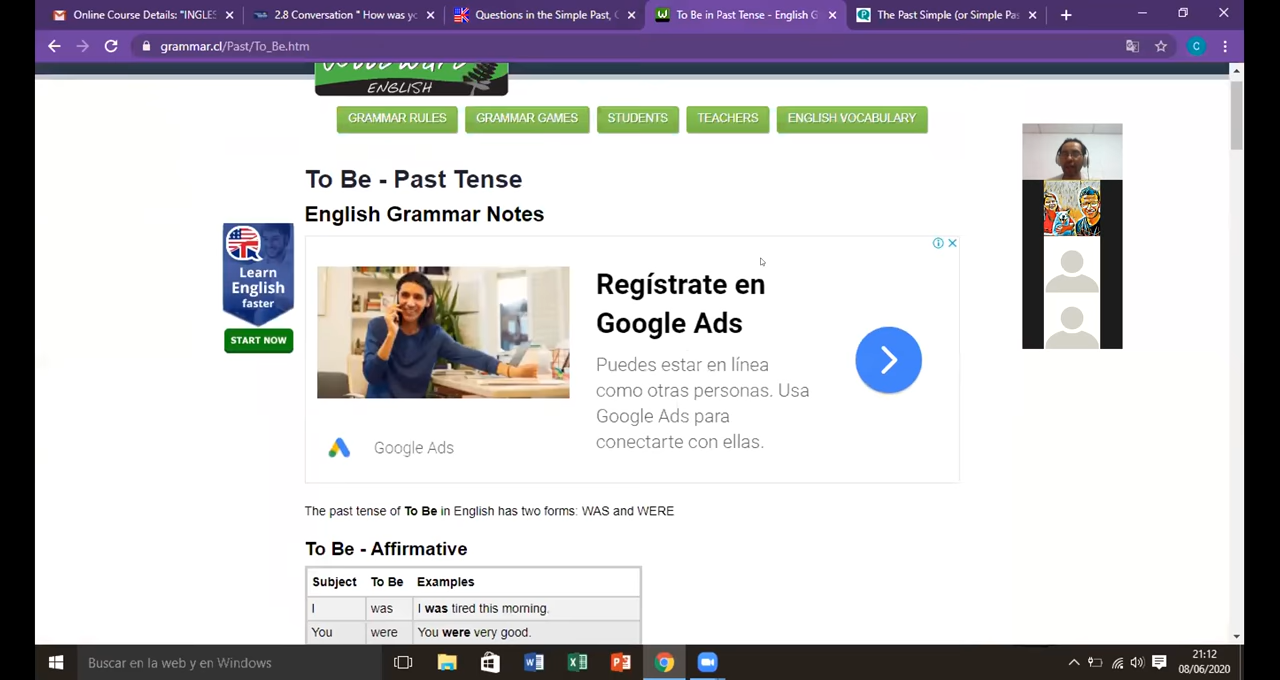 Online Course Details: "INGLES
2.8 Conversation " How was yo
Questions in the Simple Past,
To Be in Past Tense - English G
The Past Simple (or Simple Pas
grammar.cl/Past/To_Be.htm
C
ENGLISH
GRAMMAR RULES
GRAMMAR GAMES
STUDENTS
TEACHERS
ENGLISH VOCABULARY
To Be - Past Tense
English Grammar Notes
Learn
English
faster
START NOW
Regístrate en
Google Ads
Puedes estar en línea
como otras personas. Usa
Google Ads para
conectarte con ellas.
Google Ads
The past tense of To Be in English has two forms: WAS and WERE
To Be - Affirmative
Subject To Be Examples
I was I was tired this morning.
You were You were very good.
Buscar en la web y en Windows
21:12
08/06/2020